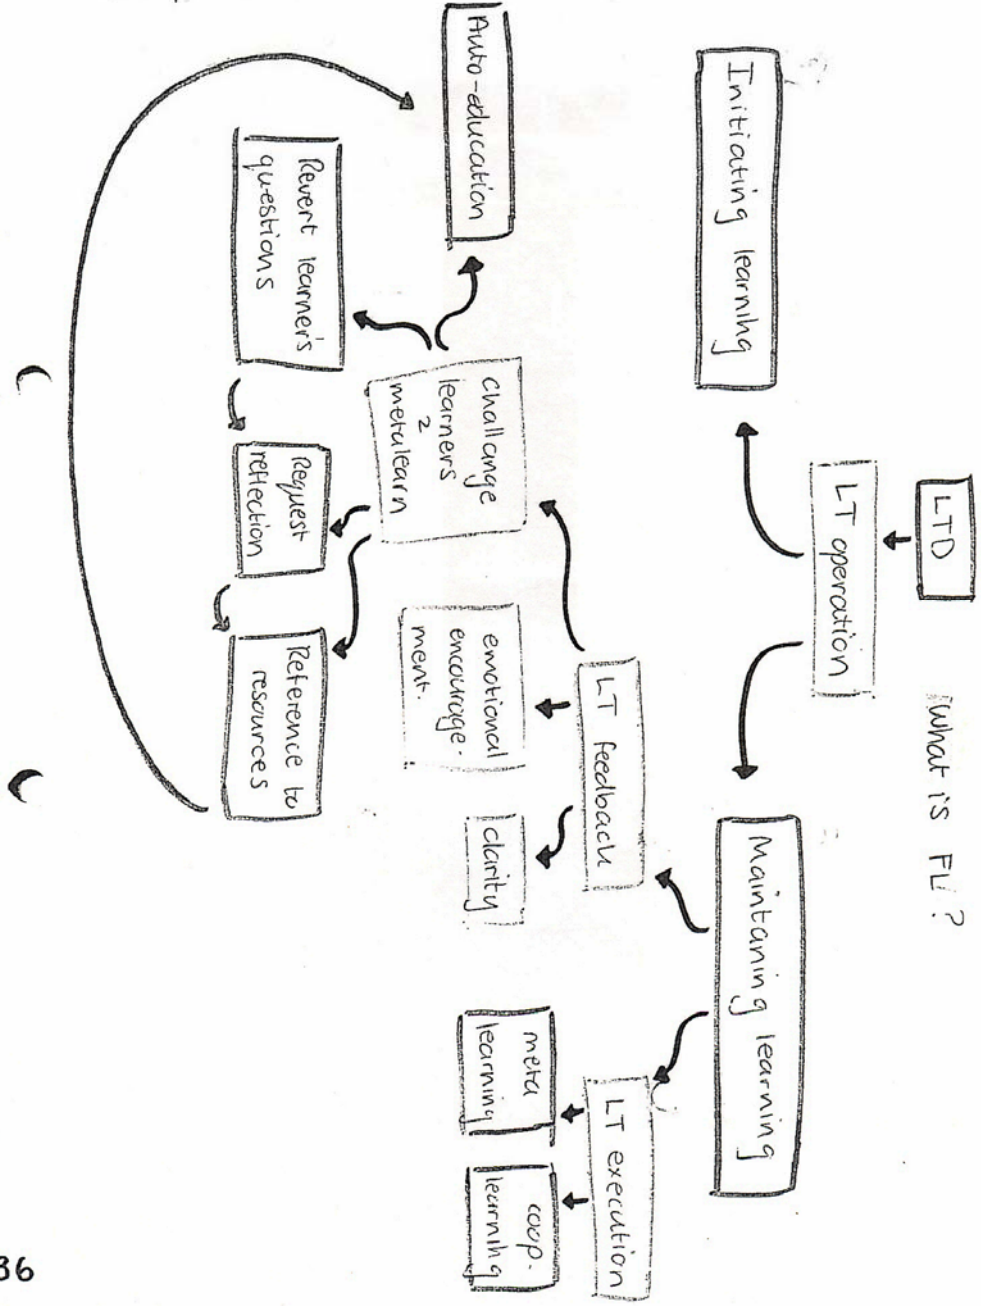 What is FL?
LTD
LT operation
Initiating learning
Maintaning learning
LT feedback
LT execution
Auto-education
challange
learners
2
metalearn
emotional
encourage-
ment.
clarity
meta
learning
coop.
learning
Revert learner's
questions
Request
reflection
Reference to
resources
36